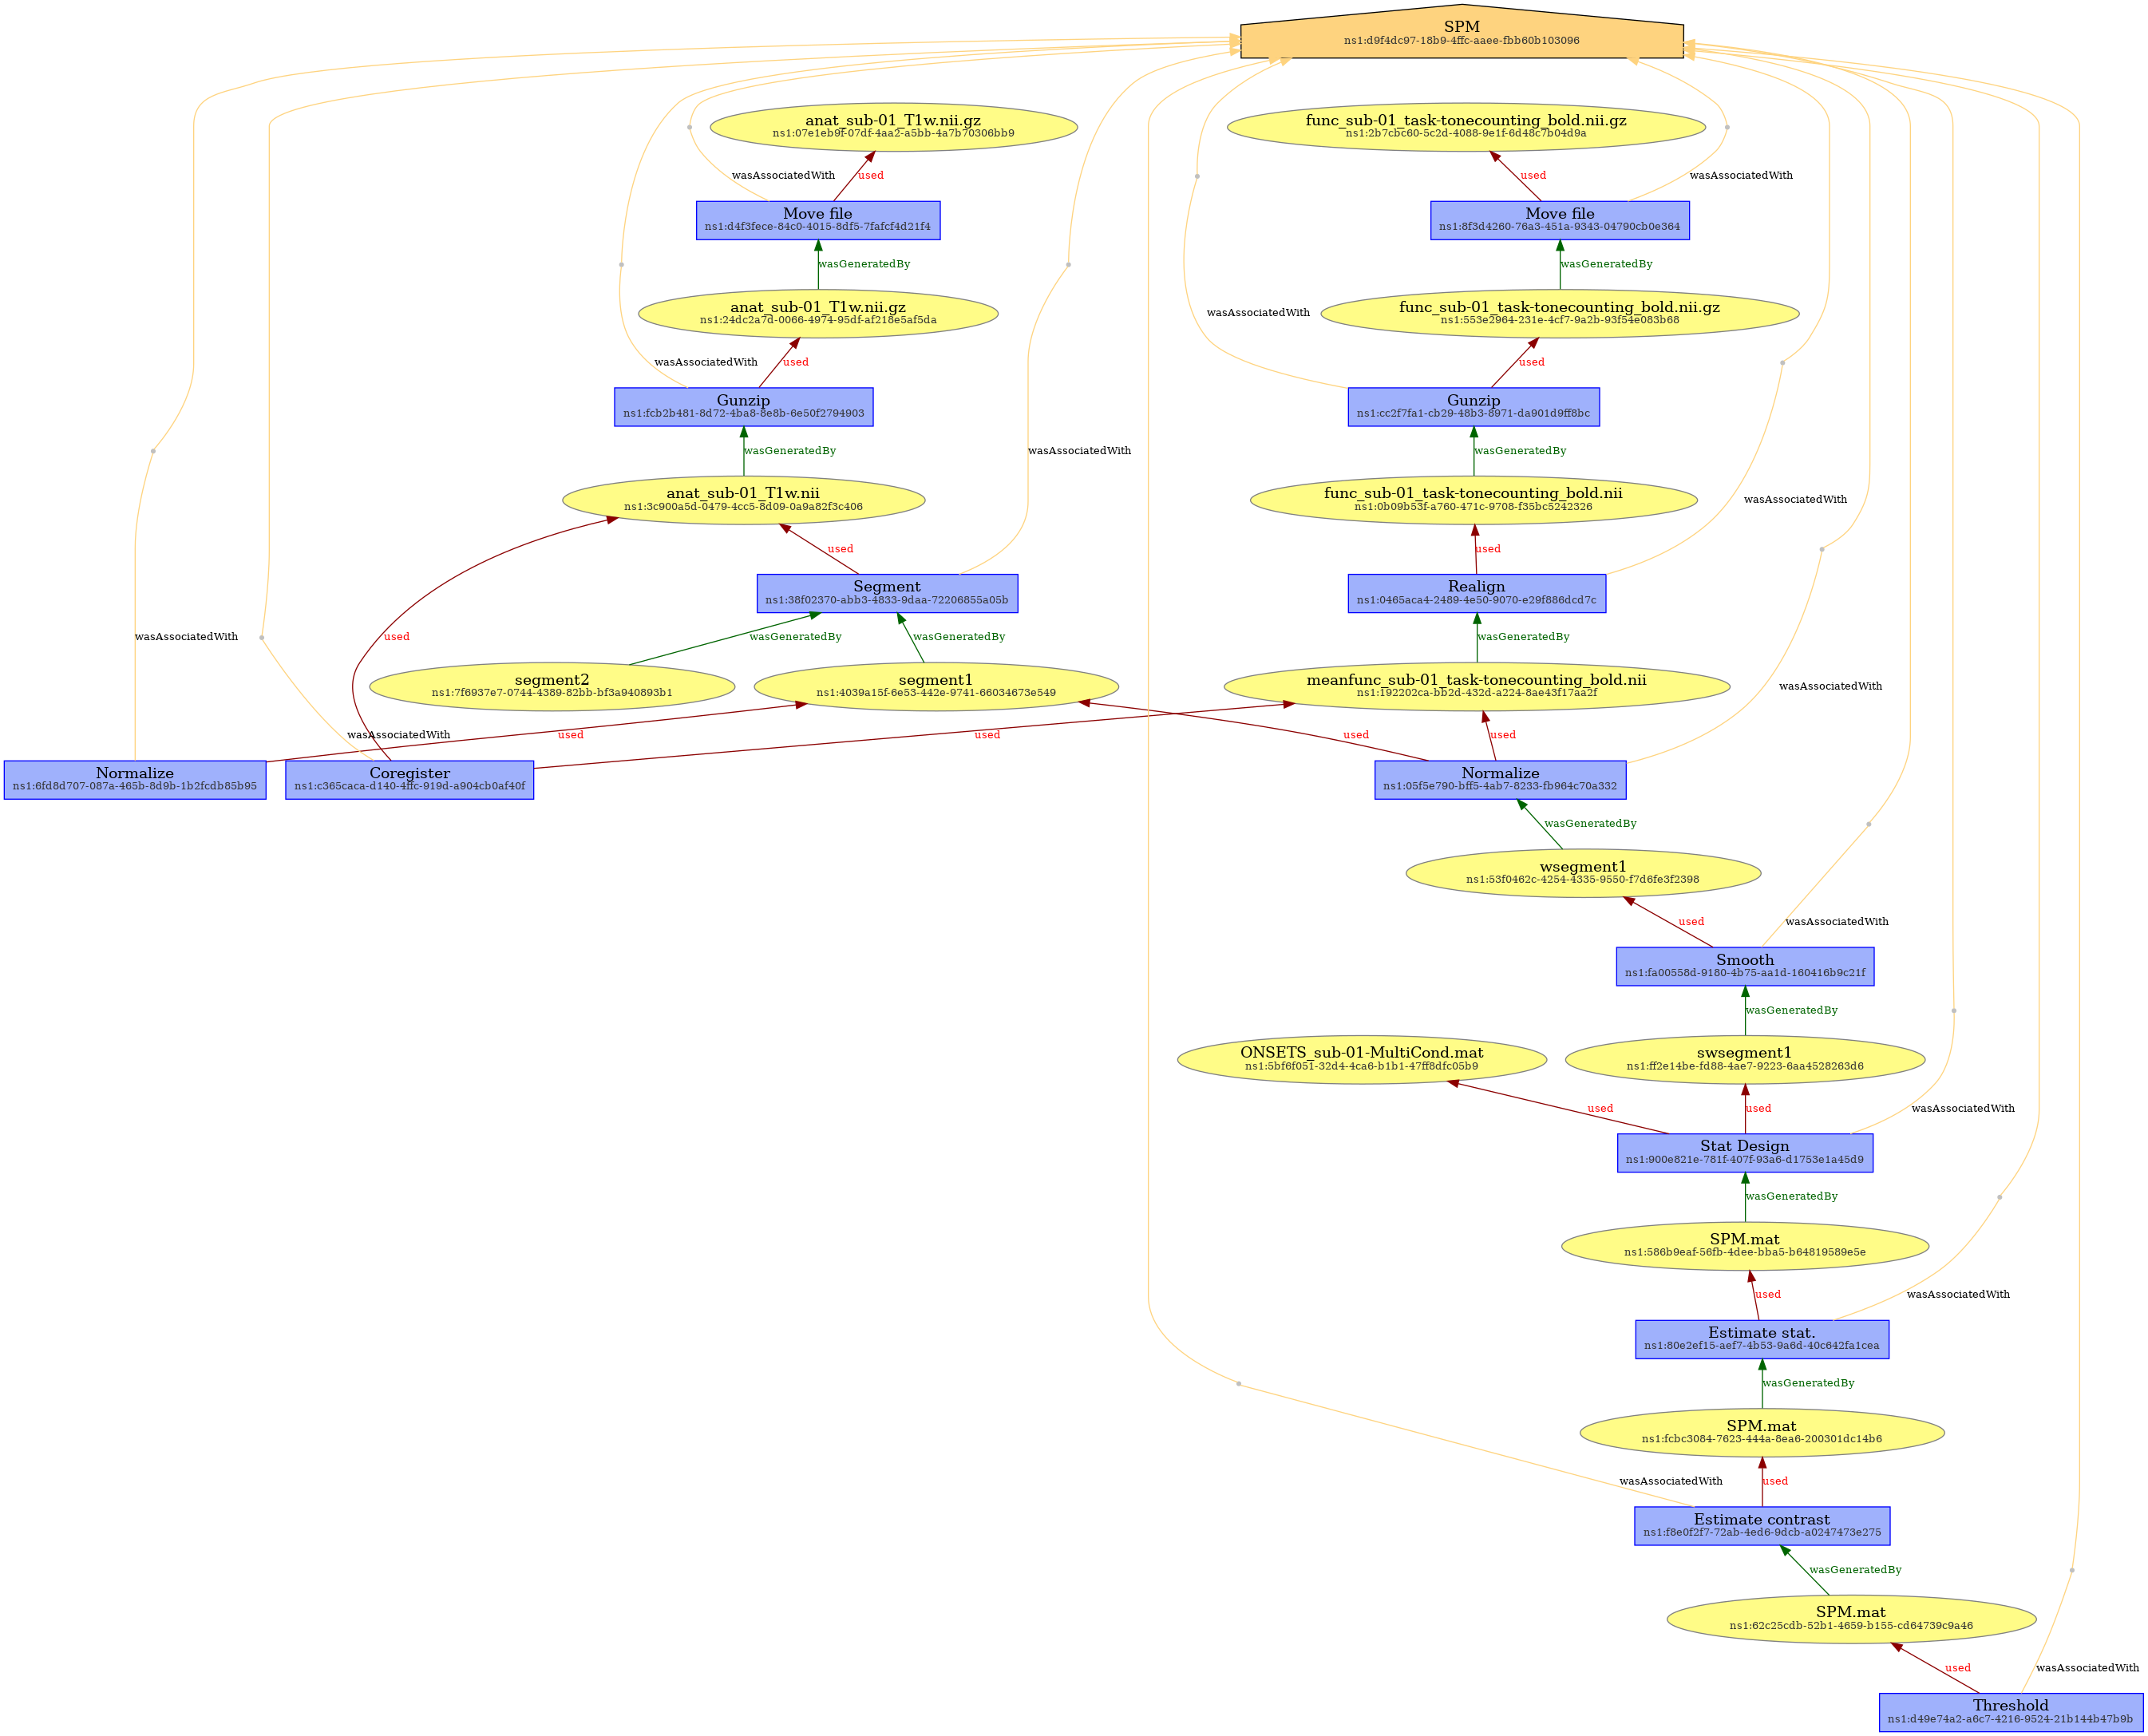 SPM
ns1:d9f4dc97-18b9-4ffc-aaee-fbb60b103096
anat_sub-01_T1w.nii.gz
ns1:07e1eb9f-07df-4aa2-a5bb-4a7b70306bb9
func_sub-01_task-tonecounting_bold.nii.gz
ns1:2b7cbc60-5c2d-4088-9e1f-6d48c7b04d9a
wasAssociatedWith
used
used
wasAssociatedWith
Move file
ns1:d4f3fece-84c0-4015-8df5-7fafcf4d21f4
Move file
ns1:8f3d4260-76a3-451a-9343-04790cb0e364
wasGeneratedBy
wasGeneratedBy
anat_sub-01_T1w.nii.gz
ns1:24dc2a7d-0066-4974-95df-af218e5af5da
wasAssociatedWith
func_sub-01_task-tonecounting_bold.nii.gz
ns1:553e2964-231e-4cf7-9a2b-93f54e083b68
wasAssociatedWith
used
used
Gunzip
ns1:fcb2b481-8d72-4ba8-8e8b-6e50f2794903
Gunzip
ns1:cc2f7fa1-cb29-48b3-8971-da901d9ff8bc
wasGeneratedBy
wasAssociatedWith
wasGeneratedBy
anat_sub-01_T1w.nii
ns1:3c900a5d-0479-4cc5-8d09-0a9a82f3c406
func_sub-01_task-tonecounting_bold.nii
ns1:0b09b53f-a760-471c-9708-f35bc5242326
wasAssociatedWith
used
used
Segment
ns1:38f02370-abb3-4833-9daa-72206855a05b
Realign
ns1:0465aca4-2489-4e50-9070-e29f886dcd7c
wasAssociatedWith
used
wasGeneratedBy
wasGeneratedBy
wasGeneratedBy
segment2
ns1:7f6937e7-0744-4389-82bb-bf3a940893b1
segment1
ns1:4039a15f-6e53-442e-9741-66034673e549
meanfunc_sub-01_task-tonecounting_bold.nii
ns1:192202ca-bb2d-432d-a224-8ae43f17aa2f
wasAssociatedWith
wasAssociatedWith
used
used
used
used
Normalize
ns1:6fd8d707-087a-465b-8d9b-1b2fcdb85b95
Coregister
ns1:c365caca-d140-4ffc-919d-a904cb0af40f
Normalize
ns1:05f5e790-bff5-4ab7-8233-fb964c70a332
wasGeneratedBy
wsegment1
ns1:53f0462c-4254-4335-9550-f7d6fe3f2398
used
wasAssociatedWith
Smooth
ns1:fa00558d-9180-4b75-aa1d-160416b9c21f
wasGeneratedBy
ONSETS_sub-01-MultiCond.mat
ns1:5bf6f051-32d4-4ca6-b1b1-47ff8dfc05b9
swsegment1
ns1:ff2e14be-fd88-4ae7-9223-6aa4528263d6
used
used
wasAssociatedWith
Stat Design
ns1:900e821e-781f-407f-93a6-d1753e1a45d9
wasGeneratedBy
SPM.mat
ns1:586b9eaf-56fb-4dee-bba5-b64819589e5e
used
wasAssociatedWith
Estimate stat.
ns1:80e2ef15-aef7-4b53-9a6d-40c642fa1cea
wasGeneratedBy
SPM.mat
ns1:fcbc3084-7623-444a-8ea6-200301dc14b6
wasAssociatedWith
used
Estimate contrast
ns1:f8e0f2f7-72ab-4ed6-9dcb-a0247473e275
wasGeneratedBy
SPM.mat
ns1:62c25cdb-52b1-4659-b155-cd64739c9a46
used
wasAssociatedWith
Threshold
ns1:d49e74a2-a6c7-4216-9524-21b144b47b9b